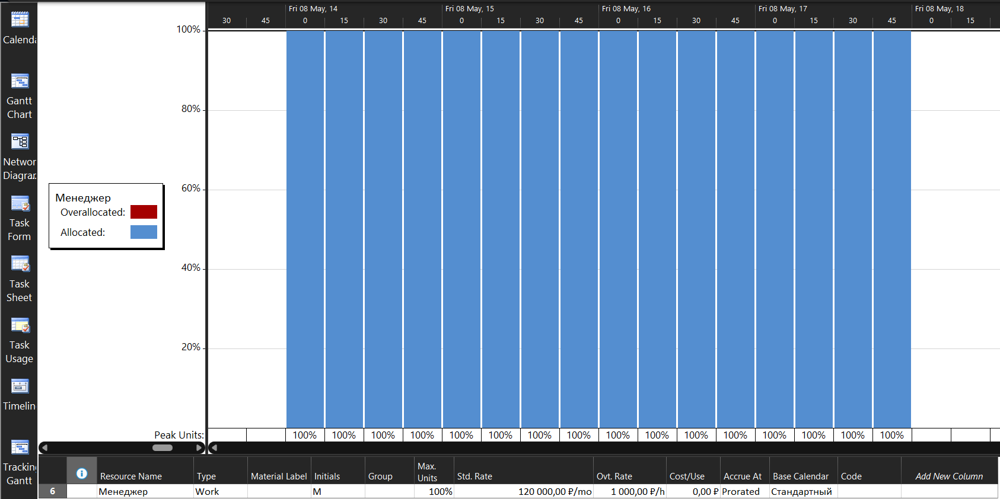 Calenda
Gantt
Chart
Networ
Diagrar.
Task
Form
Task
Sheet
Task
Usage
Timelin
Trackin
Gantt
Менеджер
Overallocated:
Allocated:
Fri 08 May, 14 Fri 08 May, 15 Fri 08 May, 16 Fri 08 May, 17 Fri 08 May, 18
30 45 0 15 30 45 0 15 30 45 0 15 30 45 0 15 30 45 0 15
100%
80%
60%
40%
20%
Peak Units: 100% 100% 100% 100% 100% 100% 100% 100% 100% 100% 100% 100% 100% 100% 100% 100%
Resource Name Type Material Label Initials Group Max. Units Std. Rate Ovt. Rate Cost/Use Accrue At Base Calendar Code Add New Column
6 Менеджер Work М 100% 120 000,00 ₽/mo 1 000,00 ₽/h 0,00 ₽ Prorated Стандартный